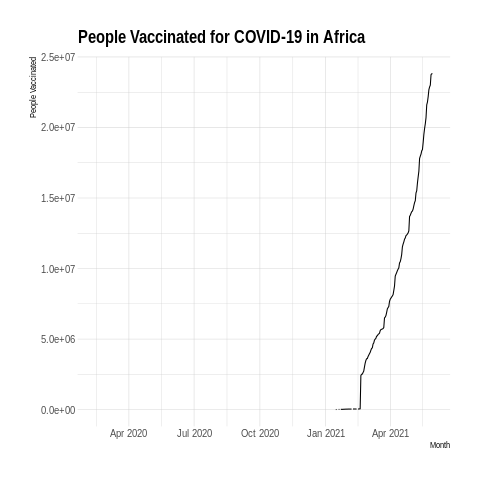 People Vaccinated for COVID-19 in Africa
People Vaccinated
2.5e+07
2.0e+07
1.5e+07
1.0e+07
5.0e+06
0.0e+00
Apr 2020 Jul 2020 Oct 2020 Jan 2021 Apr 2021
Month